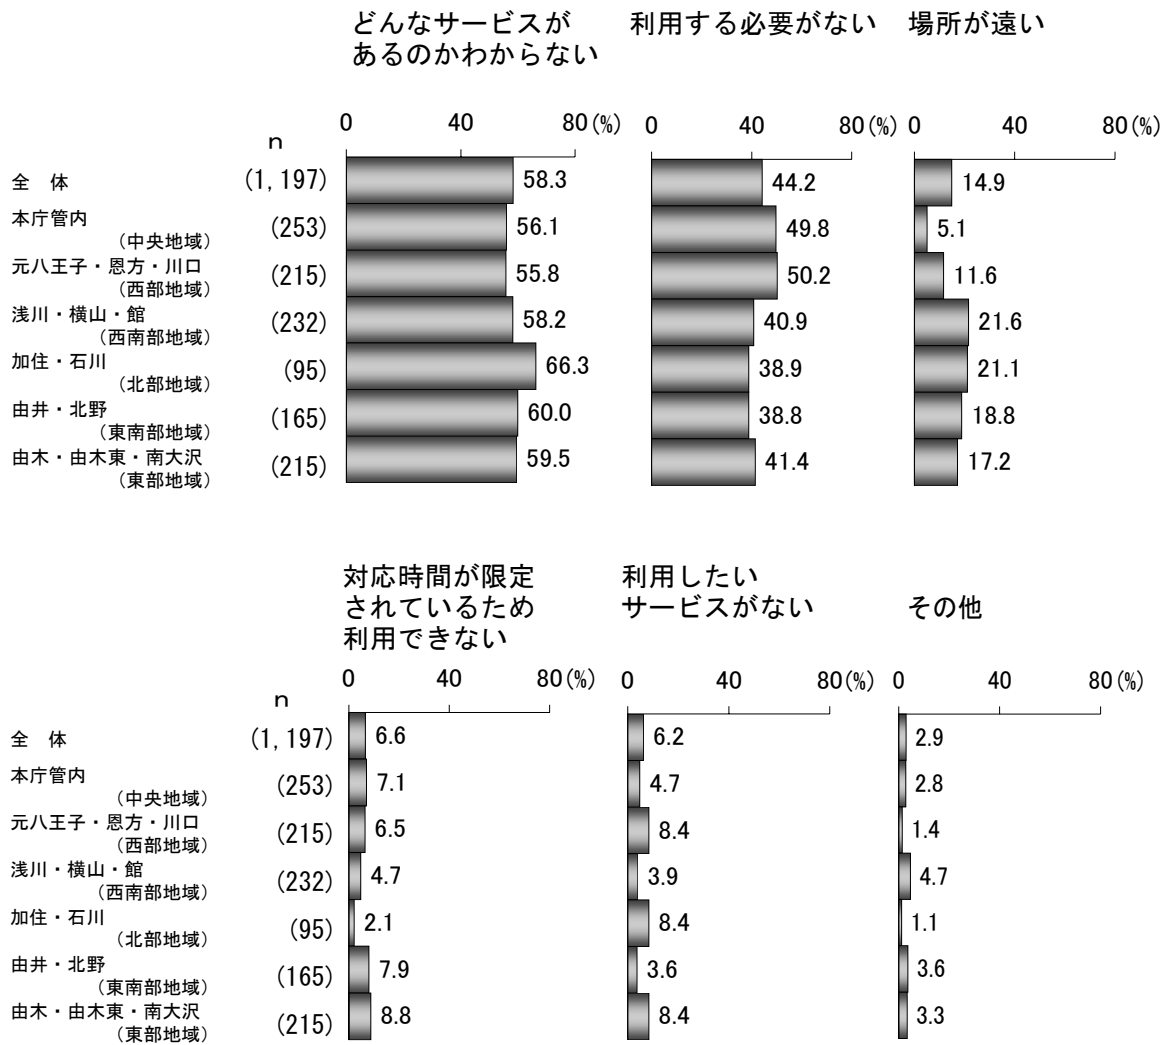 どんなサービスが
あるのかわからない
利用する必要がない
場所が遠い
0 40 80(%) 0 40 80(%) 0 40 80(%)
n
全 体 (1,197) 58.3 44.2 14.9
本庁管内
(中央地域) (253) 56.1 49.8 5.1
元八王子・恩方・川口
(西部地域) (215) 55.8 50.2 11.6
浅川・横山・館
(西南部地域) (232) 58.2 40.9 21.6
加住・石川
(北部地域) (95) 66.3 38.9 21.1
由井・北野
(東南部地域) (165) 60.0 38.8 18.8
由木・由木東・南大沢
(東部地域) (215) 59.5 41.4 17.2
対応時間が限定
されているため
利用できない
利用したい
サービスがない
その他
0 40 80(%) 0 40 80(%) 0 40 80(%)
n
全 体 (1,197) 6.6 6.2 2.9
本庁管内
(中央地域) (253) 7.1 4.7 2.8
元八王子・恩方・川口
(西部地域) (215) 6.5 8.4 1.4
浅川・横山・館
(西南部地域) (232) 4.7 3.9 4.7
加住・石川
(北部地域) (95) 2.1 8.4 1.1
由井・北野
(東南部地域) (165) 7.9 3.6 3.6
由木・由木東・南大沢
(東部地域) (215) 8.8 8.4 3.3